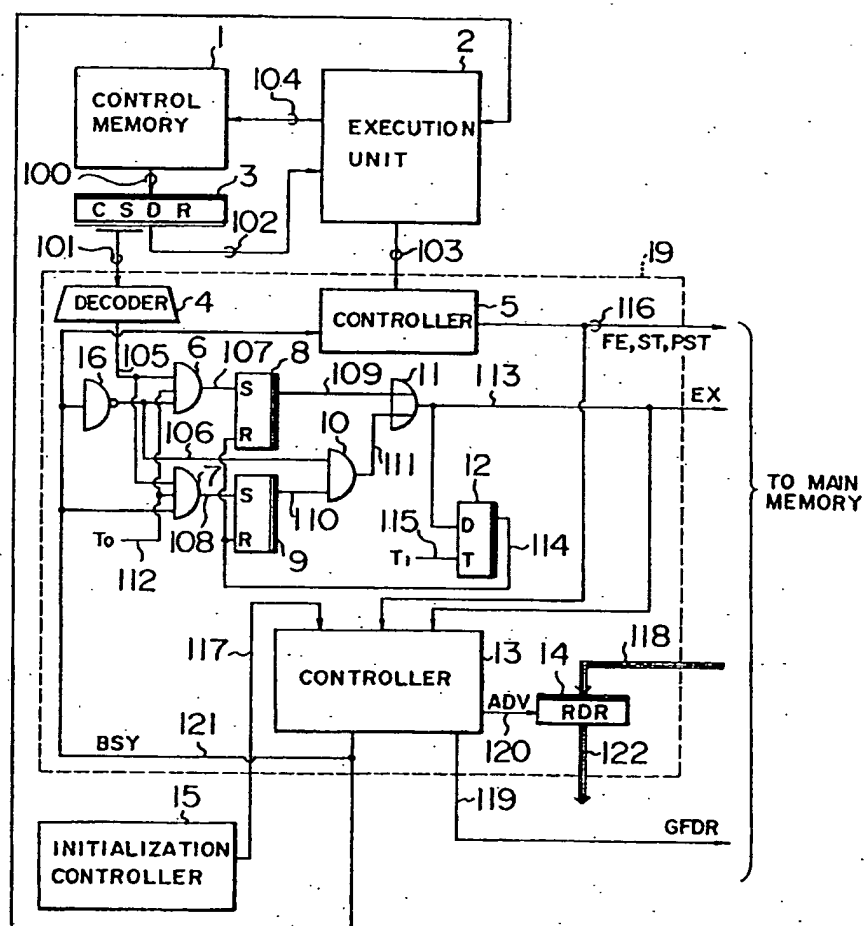 1
2
104
CONTROL
MEMORY
EXECUTION
UNIT
100
3
C S D R
102
101
103
19
DECODER
4
CONTROLLER
5
116
FE, ST, PST
105
6
107
8
16
S
R
109
11
113
EX
10
106
111
12
TO MAIN
MEMORY
7
S
R
110
D
T
108
9
T0
112
115
T1
114
117
118
CONTROLLER
13
14
ADV
RDR
120
122
121
BSY
119
15
GFDR
INITIALIZATION
CONTROLLER